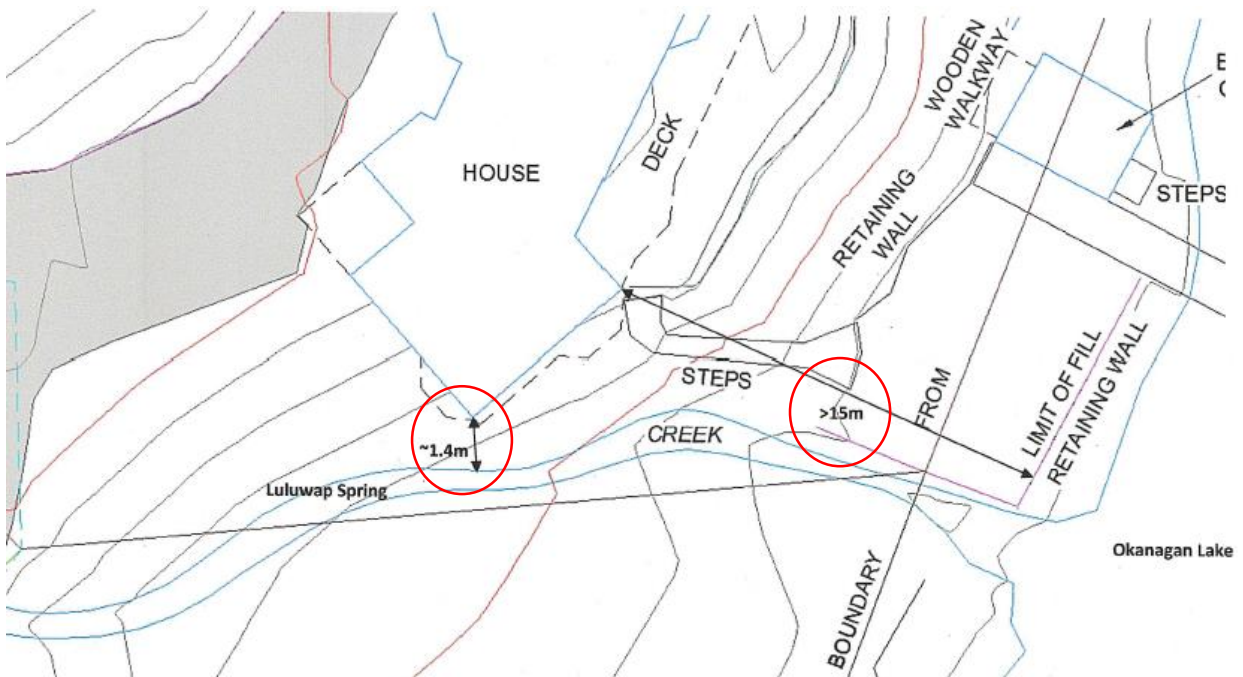 WOODEN
WALKWAY
HOUSE
DECK
STEPS
RETAINING
WALL
STEPS
>15m
FROM
LIMIT OF FILL
RETAINING WALL
CREEK
~1.4m
Luluwap Spring
Okanagan Lake
BOUNDARY